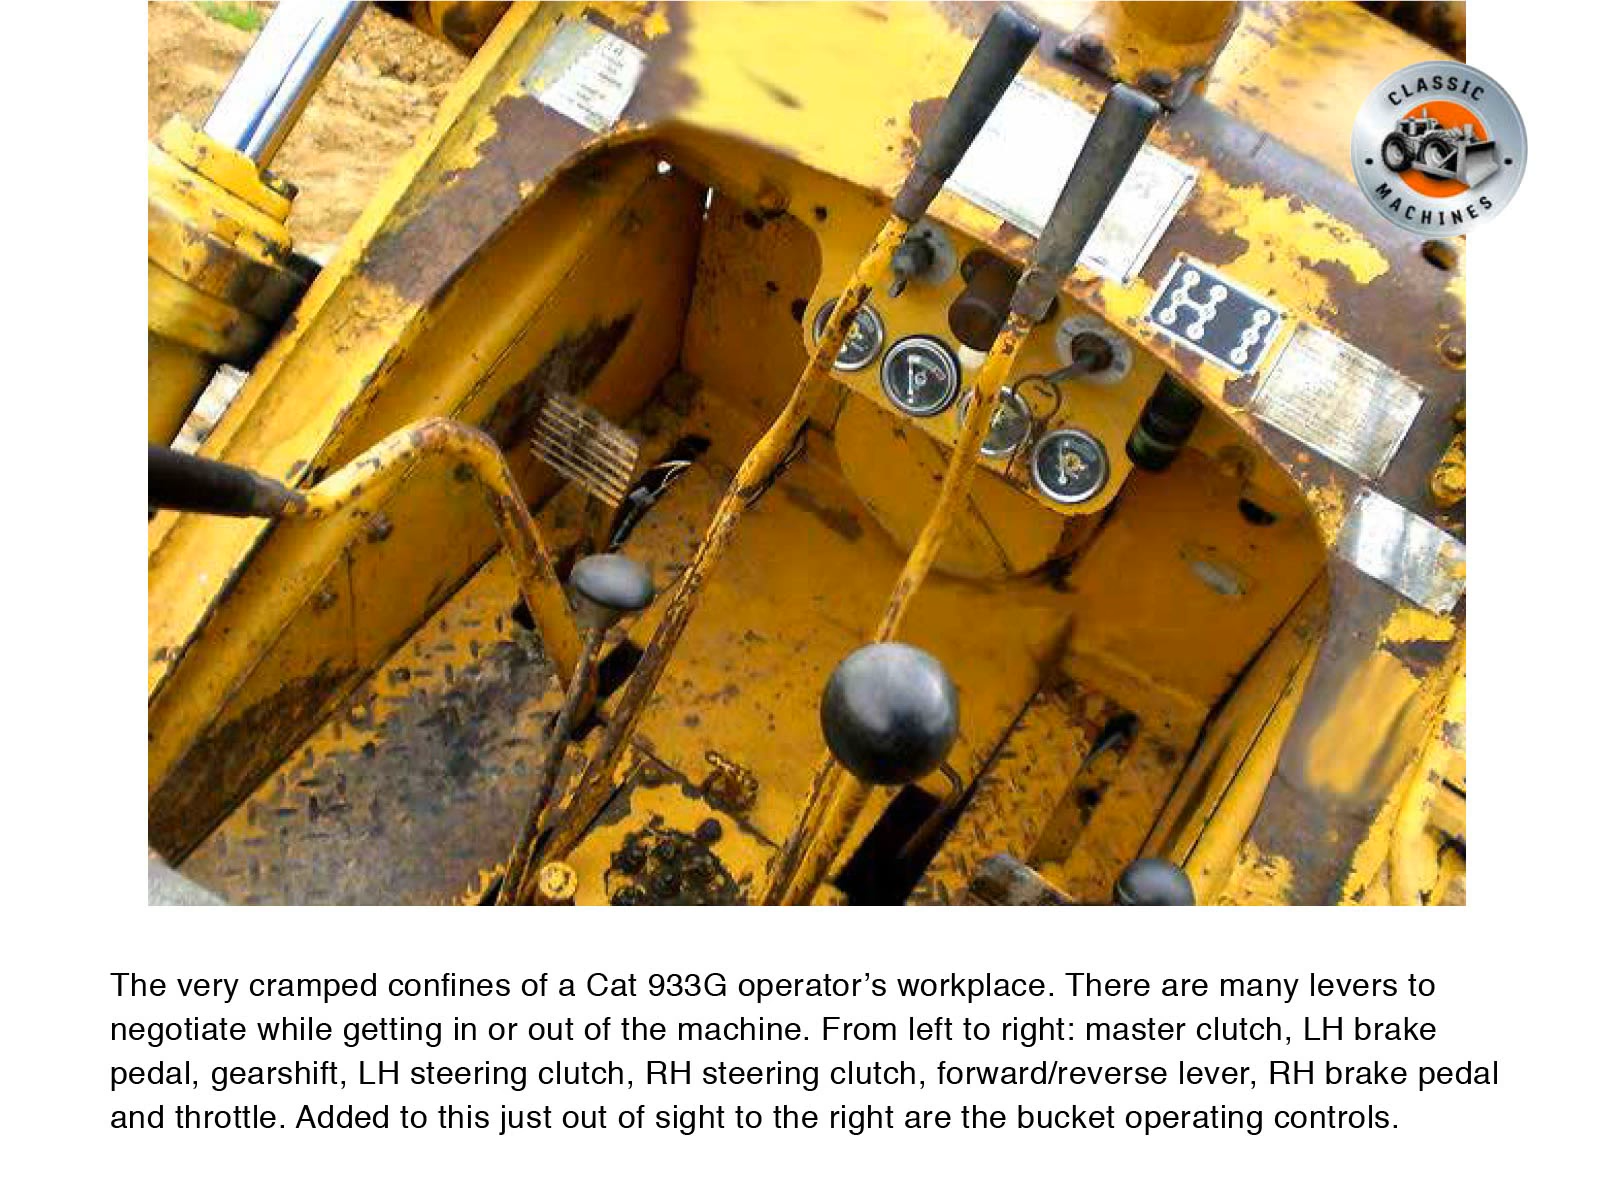 CLASSIC
MACHINES
The very cramped confines of a Cat 933G operator’s workplace. There are many levers to
negotiate while getting in or out of the machine. From left to right: master clutch, LH brake
pedal, gearshift, LH steering clutch, RH steering clutch, forward/reverse lever, RH brake pedal
and throttle. Added to this just out of sight to the right are the bucket operating controls.